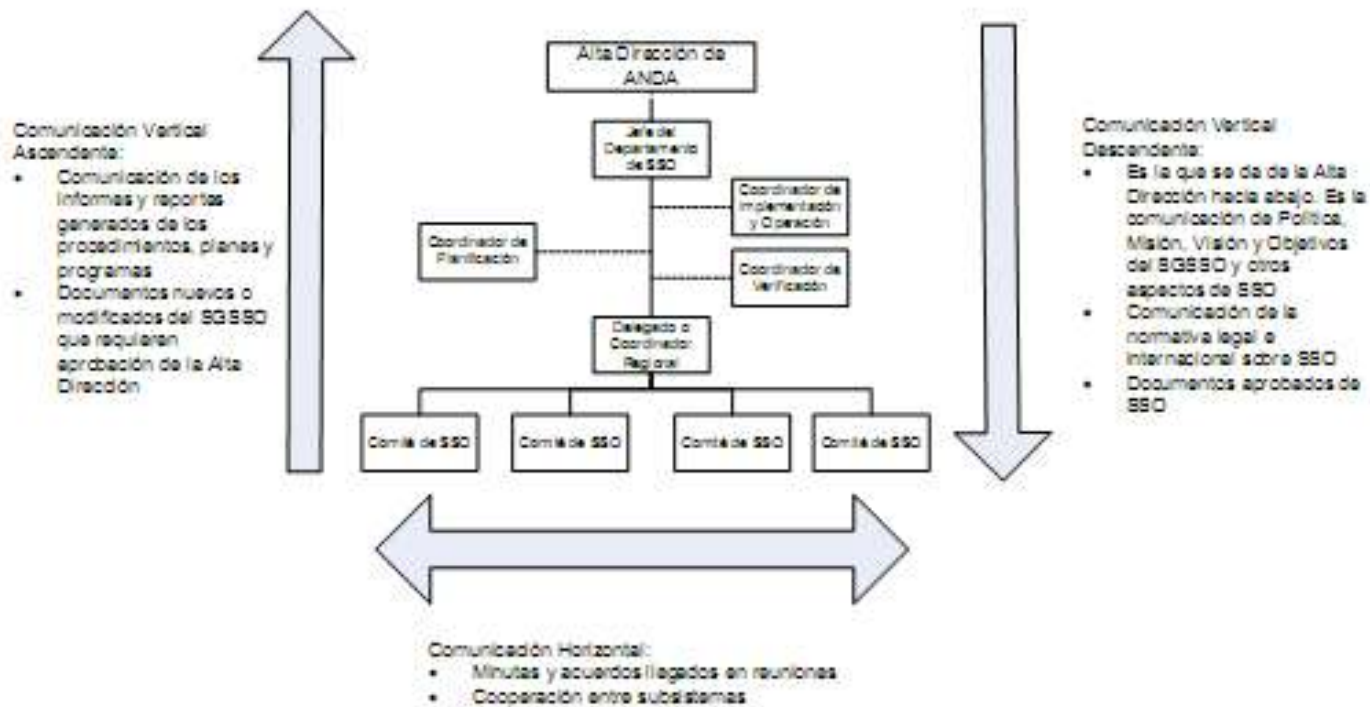 Alta Dirección de
ANDA
Jefe del
Departamento
de SSO
Coordinador de
Implementación
y Operación
Coordinador de
Planificación
Coordinador de
Verificación
Delegado o
Coordinador
Regional
Comité de SSO
Comité de SSO
Comité de SSO
Comité de SSO
Comunicación Vertical
Ascendente:
• Comunicación de los
informes y reportes
generados de los
procedimientos, planes y
programas
• Documentos nuevos o
modificados del SGSSO
que requieren
aprobación de la Alta
Dirección
Comunicación Vertical
Descendente:
• Es la que se da de la Alta
Dirección hacia abajo. Es la
comunicación de Política,
Misión, Visión y Objetivos
del SGSSO y otros
aspectos de SSO
• Comunicación de la
normativa legal e
internacional sobre SSO
• Documentos aprobados de
SSO
Comunicación Horizontal:
• Minutas y acuerdos llegados en reuniones
• Cooperación entre subsistemas